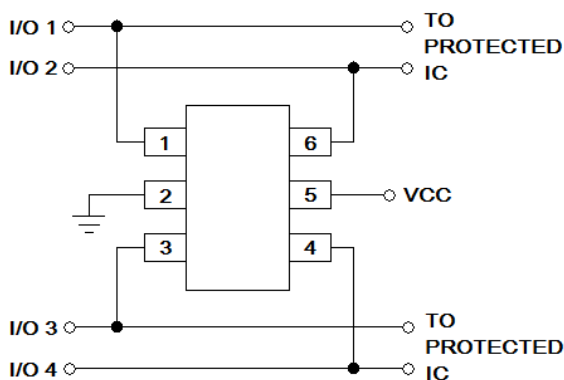 I/O 1
TO
PROTECTED
IC
I/O 2
1
6
2
5
VCC
3
4
I/O 3
TO
PROTECTED
IC
I/O 4